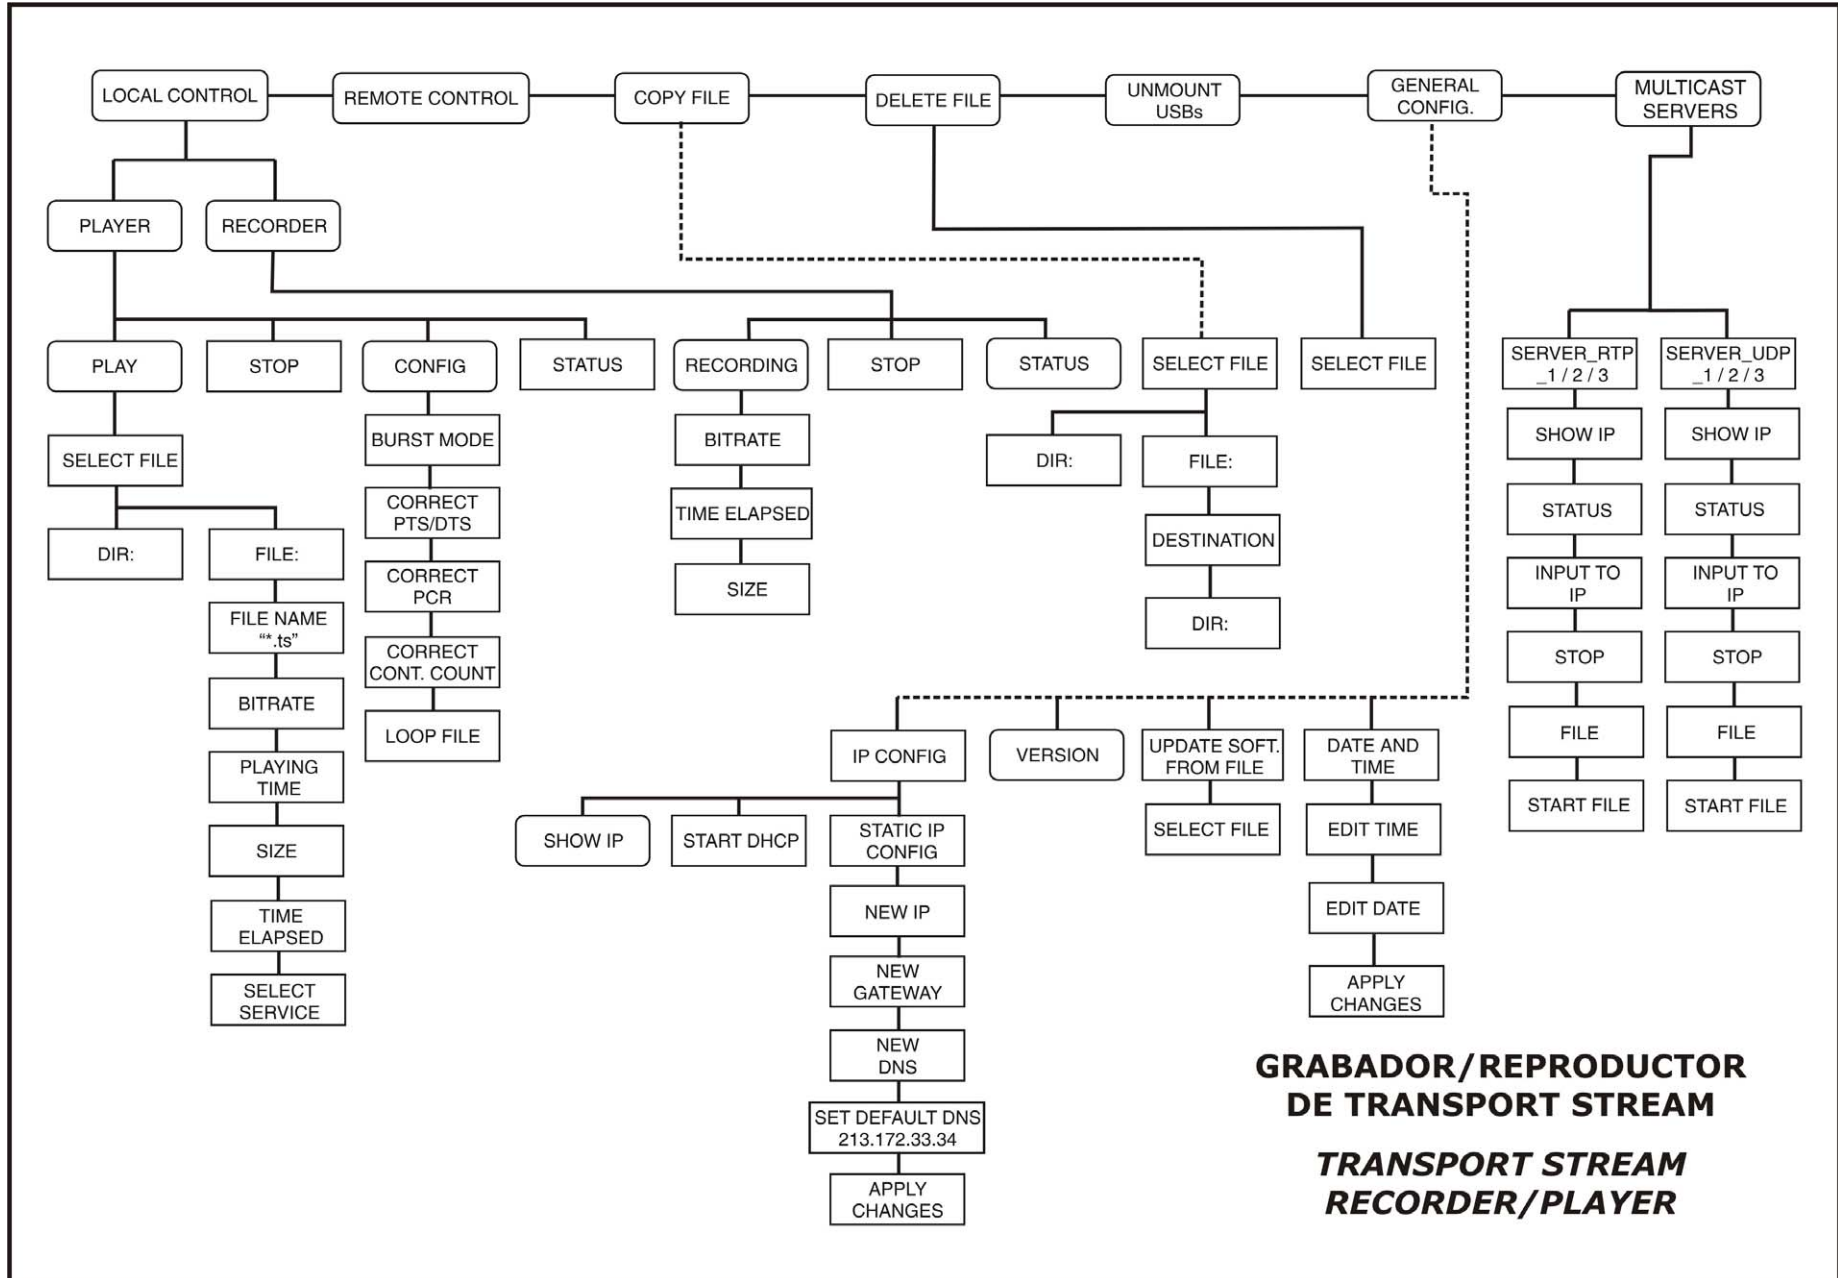 LOCAL CONTROL
REMOTE CONTROL
COPY FILE
DELETE FILE
UNMOUNT
USBs
GENERAL
CONFIG.
MULTICAST
SERVERS
PLAYER
RECORDER
PLAY
STOP
CONFIG
STATUS
RECORDING
STOP
STATUS
SELECT FILE
SELECT FILE
SERVER_RTP
_1 / 2 / 3
SERVER_UDP
_1 / 2 / 3
SELECT FILE
DIR:
FILE:
FILE NAME
“*.ts”
BITRATE
PLAYING
TIME
SIZE
TIME
ELAPSED
SELECT
SERVICE
BURST MODE
CORRECT
PTS/DTS
CORRECT
PCR
CORRECT
CONT. COUNT
LOOP FILE
BITRATE
TIME ELAPSED
SIZE
DIR:
FILE:
DESTINATION
DIR:
SHOW IP
STATUS
INPUT TO
IP
STOP
FILE
START FILE
SHOW IP
STATUS
INPUT TO
IP
STOP
FILE
START FILE
IP CONFIG
VERSION
UPDATE SOFT.
FROM FILE
DATE AND
TIME
SHOW IP
START DHCP
STATIC IP
CONFIG
NEW IP
NEW
GATEWAY
NEW
DNS
SET DEFAULT DNS
213.172.33.34
APPLY
CHANGES
SELECT FILE
EDIT TIME
EDIT DATE
APPLY
CHANGES
GRABADOR/REPRODUCTOR
DE TRANSPORT STREAM
TRANSPORT STREAM
RECORDER/PLAYER